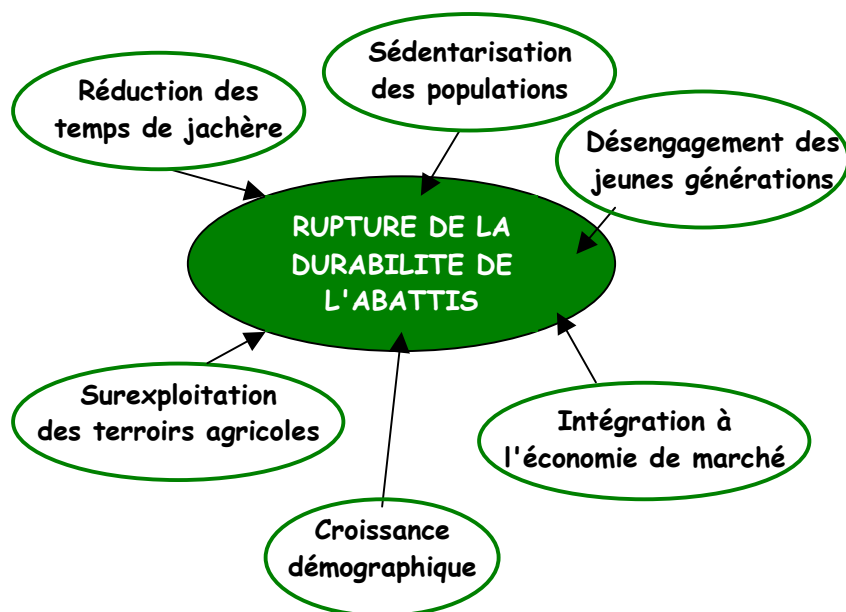 Sédentarisation
des populations
Réduction des
temps de jachère
Désengagement des
jeunes générations
RUPTURE DE LA
DURABILITE DE
L'ABATTIS
Surexploitation
des terroirs agricoles
Intégration à
l'économie de marché
Croissance
démographique